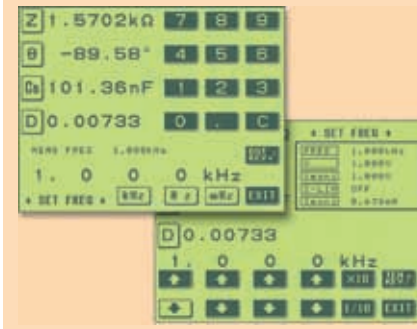 Z 1.5702kΩ 7 8 9
θ -89.58° 4 5 6
Cs 101.36nF 1 2 3
D 0.00733 0 . C
MEAS FREQ 1.000kHz
1. 0 0 0 kHz
* SET FREQ * kHz Hz mHz EXIT
* SET FREQ *
FREQ 1.000kHz
V 1.000V
1.000V
OFF
D 0.00733
1. 0 0 0 kHz
×10
1/10 EXIT